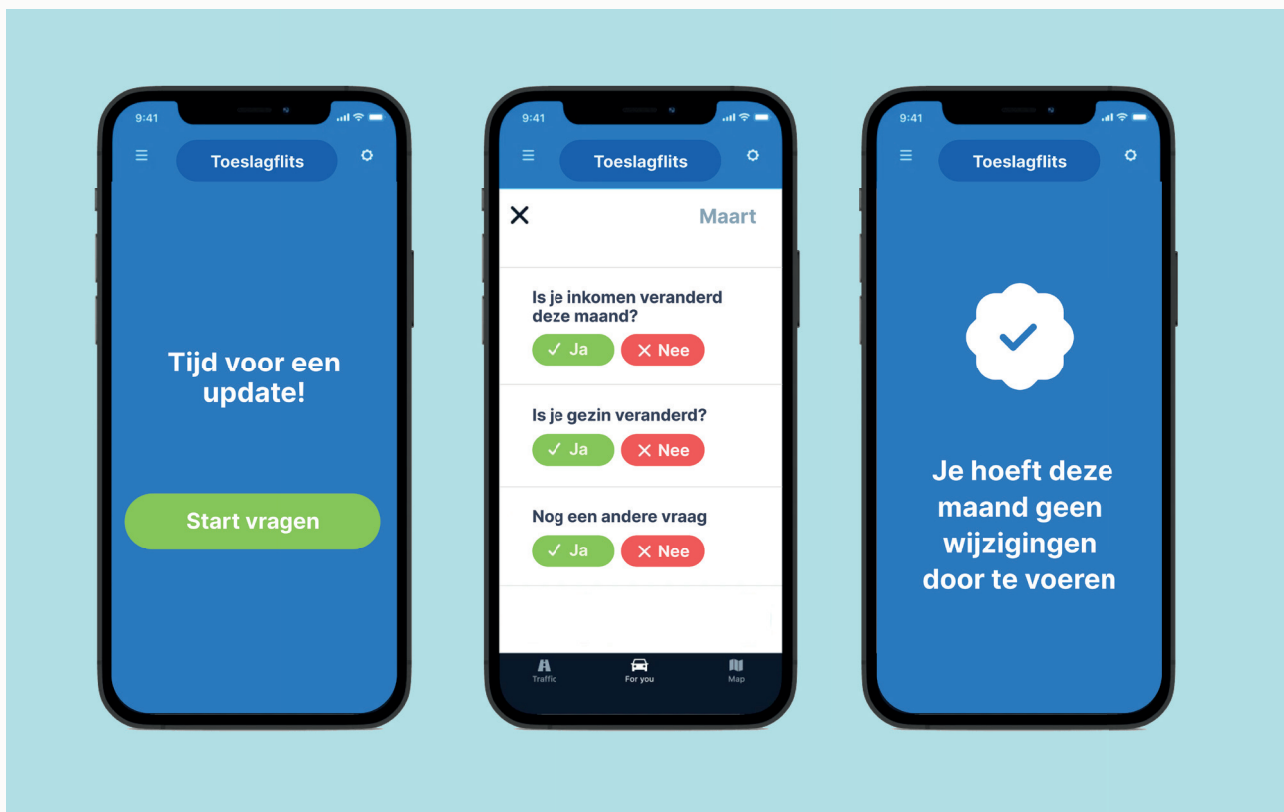 9:41
Toeslagflits
Tijd voor een
update!
Start vragen
9:41
Toeslagflits
Maart
Is je inkomen veranderd
deze maand?
Ja
Nee
Is je gezin veranderd?
Ja
Nee
Nog een andere vraag
Ja
Nee
Traffic
For you
Map
9:41
Toeslagflits
Je hoeft deze
maand geen
wijzigingen
door te voeren